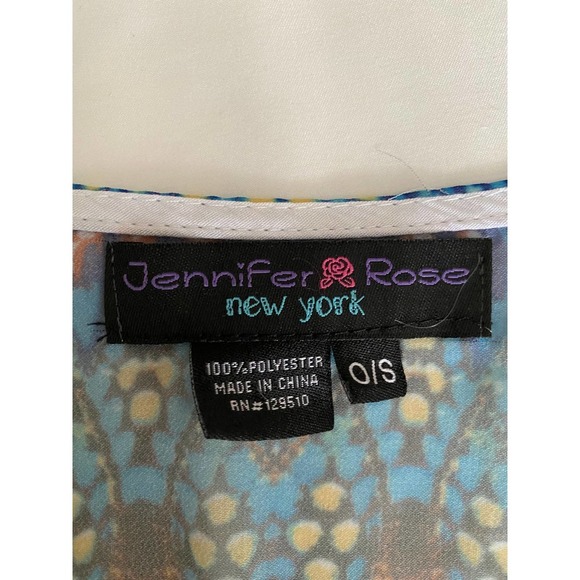 JenniFer Rose
new york
100% POLYESTER
MADE IN CHINA
RN#129510
O/S